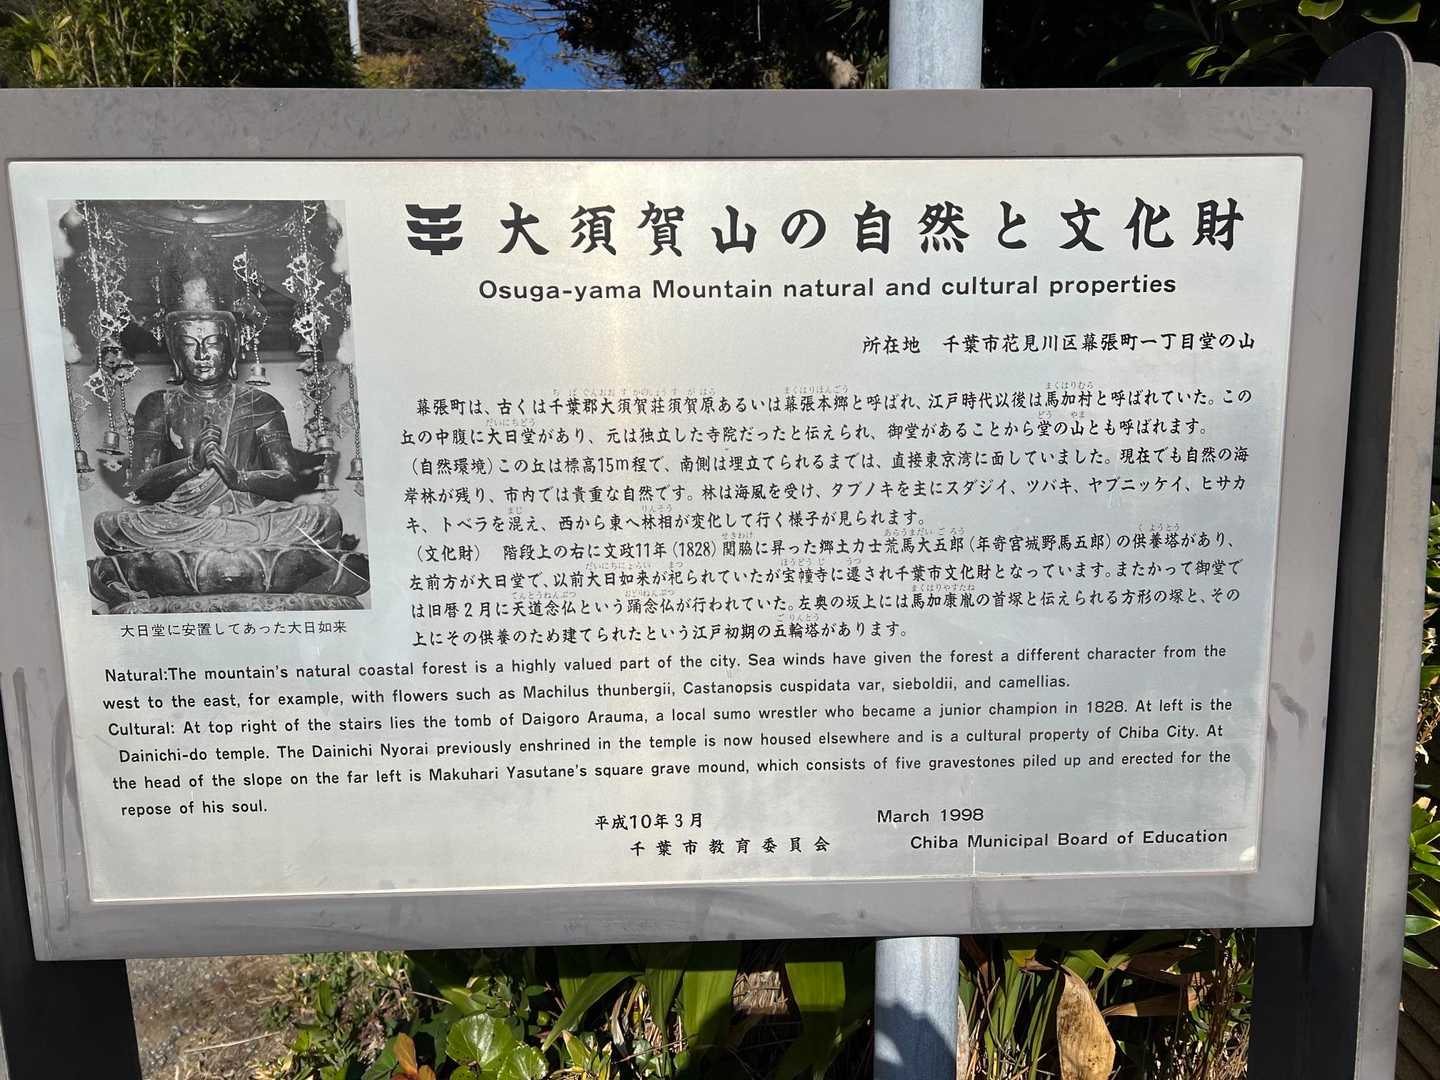 大須賀山の自然と文化財
Osuga-yama Mountain natural and cultural properties
所在地　千葉市花見川区幕張町一丁目堂の山
幕張町は、古くは千葉郡大須賀荘須賀原あるいは幕張本郷と呼ばれ、江戸時代以後は馬加村と呼ばれていた。この
丘の中腹に大日堂があり、元は独立した寺院だったと伝えられ、御堂があることから堂の山とも呼ばれます。
（自然環境）この丘は標高15m程で、南側は埋立てられるまでは、直接東京湾に面していました。現在でも自然の海
岸林が残り、市内では貴重な自然です。林は海風を受け、タブノキを主にスダジイ、ツバキ、ヤブニッケイ、ヒサカ
キ、トベラを混え、西から東へ林相が変化して行く様子が見られます。
（文化財）　階段上の右に文政11年（1828）関脇に昇った郷土力士荒馬大五郎（年寄宮城野馬五郎）の供養塔があり、
左前方が大日堂で、以前大日如来が祀られていたが宝幢寺に遷され千葉市文化財となっています。またかって御堂で
は旧暦２月に天道念仏という踊念仏が行われていた。左奥の坂上には馬加康胤の首塚と伝えられる方形の塚と、その
上にその供養のため建てられたという江戸初期の五輪塔があります。
大日堂に安置してあった大日如来
Natural:The mountain's natural coastal forest is a highly valued part of the city. Sea winds have given the forest a different character from the
west to the east, for example, with flowers such as Machilus thunbergii, Castanopsis cuspidata var, sieboldii, and camellias.
Cultural: At top right of the stairs lies the tomb of Daigoro Arauma, a local sumo wrestler who became a junior champion in 1828. At left is the
Dainichi-do temple. The Dainichi Nyorai previously enshrined in the temple is now housed elsewhere and is a cultural property of Chiba City. At
the head of the slope on the far left is Makuhari Yasutane's square grave mound, which consists of five gravestones piled up and erected for the
repose of his soul.
平成10年３月
March 1998
千葉市教育委員会
Chiba Municipal Board of Education